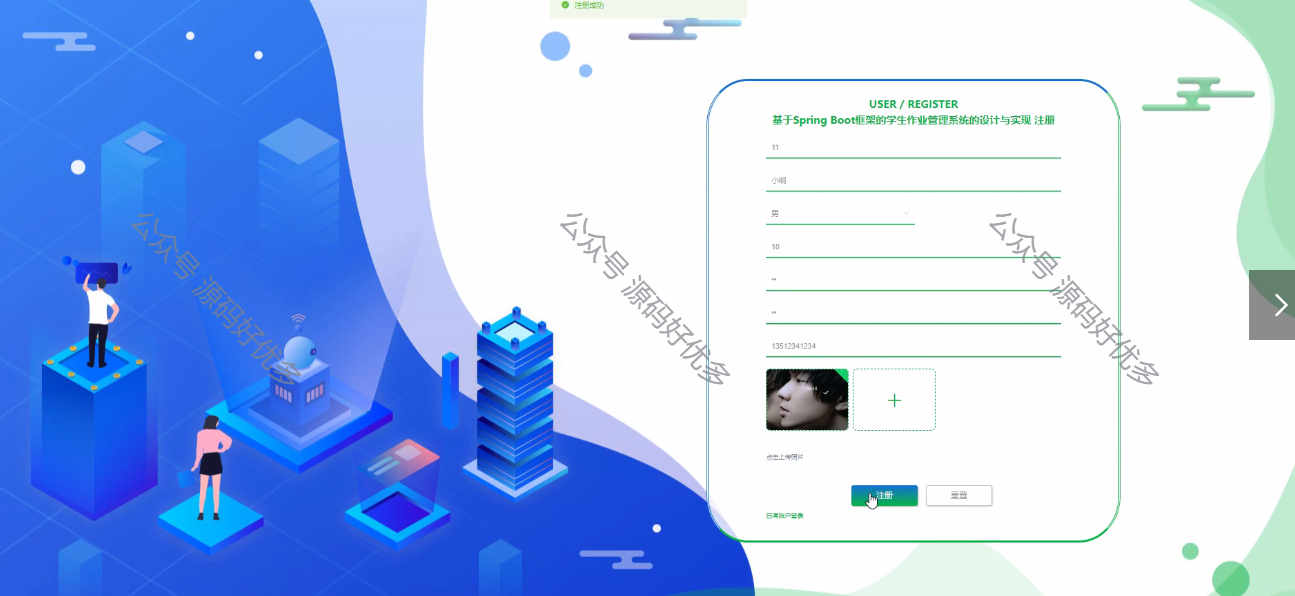 注册成功
USER / REGISTER
基于Spring Boot框架的学生作业管理系统的设计与实现 注册
11
小明
男
18
••
••
13512341234
点击上传照片
注册
重置
已有账户登录
公众号 源码好优多
公众号 源码好优多
公众号 源码好优多